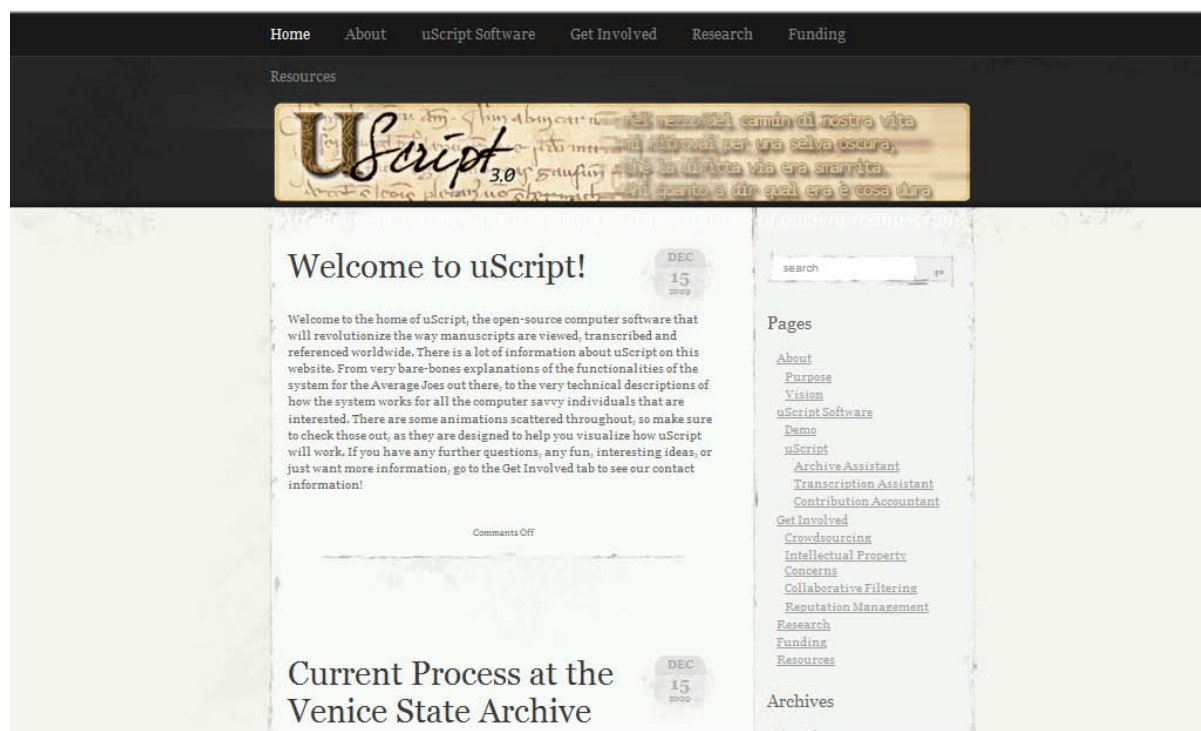 Home About uScript Software Get Involved Research Funding
Resources
UScript 3.0
nel mezzo del cammin di nostra vita
mi ritrovai per una selva oscura,
ché la diritta via era smarrita.
ahi quanto a dir qual era è cosa dura
of ancient manuscripts
Welcome to uScript!
DEC
15
2009
Welcome to the home of uScript, the open-source computer software that
will revolutionize the way manuscripts are viewed, transcribed and
referenced worldwide. There is a lot of information about uScript on this
website. From very bare-bones explanations of the functionalities of the
system for the Average Joes out there, to the very technical descriptions of
how the system works for all the computer savvy individuals that are
interested. There are some animations scattered throughout, so make sure
to check those out, as they are designed to help you visualize how uScript
will work. If you have any further questions, any fun, interesting ideas, or
just want more information, go to the Get Involved tab to see our contact
information!
Comments Off
Current Process at the
Venice State Archive
DEC
15
2009
search
go
Pages
About
Purpose
Vision
uScript Software
Demo
uScript
Archive Assistant
Transcription Assistant
Contribution Accountant
Get Involved
Crowdsourcing
Intellectual Property
Concerns
Collaborative Filtering
Reputation Management
Research
Funding
Resources
Archives